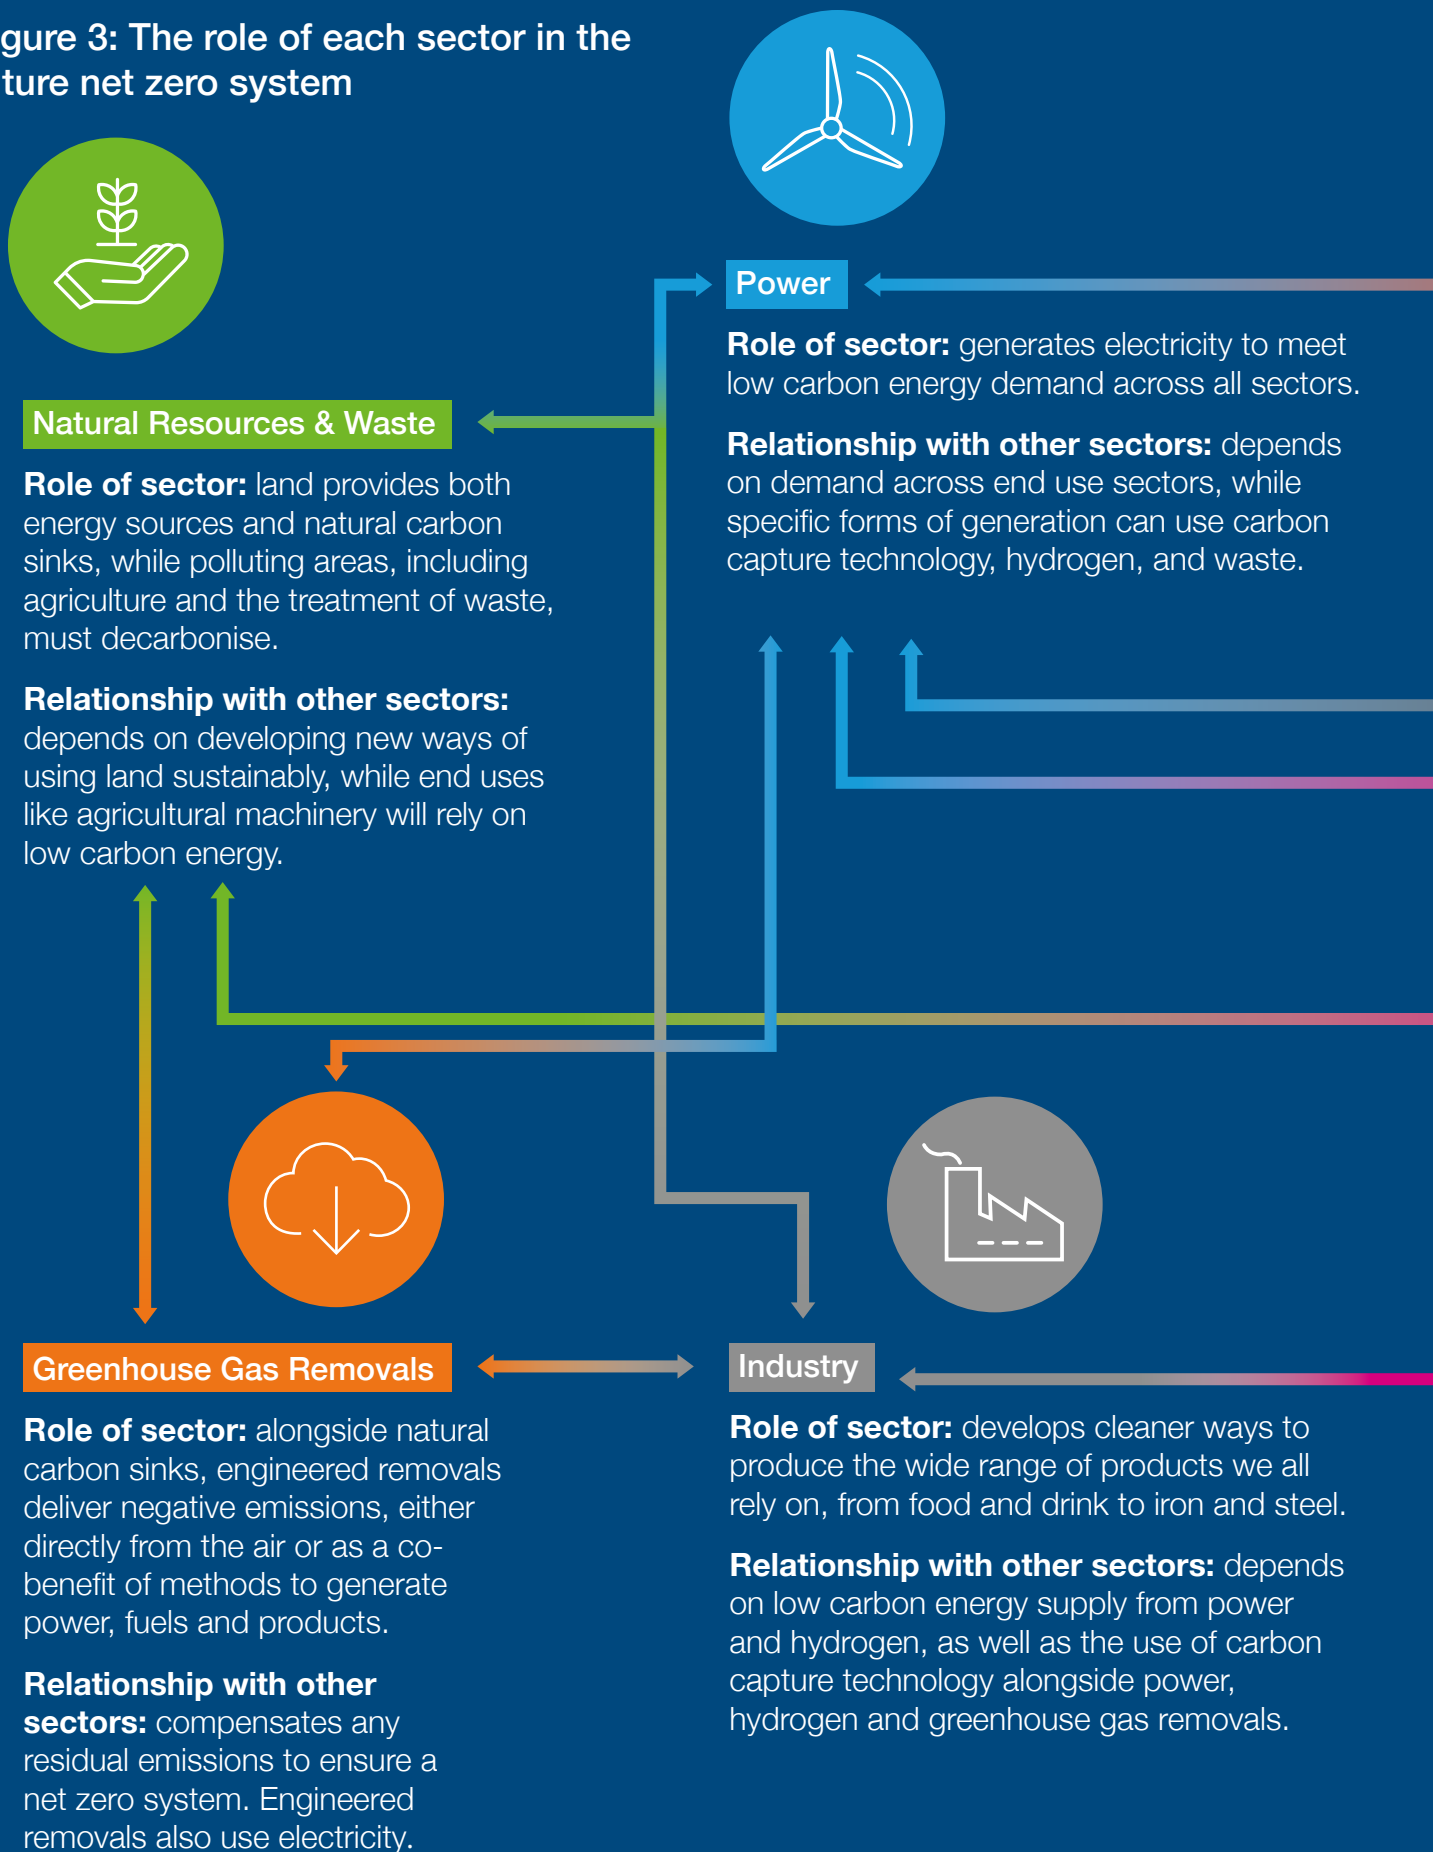 gure 3: The role of each sector in the
ture net zero system
Natural Resources & Waste
Role of sector: land provides both
energy sources and natural carbon
sinks, while polluting areas, including
agriculture and the treatment of waste,
must decarbonise.
Relationship with other sectors:
depends on developing new ways of
using land sustainably, while end uses
like agricultural machinery will rely on
low carbon energy.
Power
Role of sector: generates electricity to meet
low carbon energy demand across all sectors.
Relationship with other sectors: depends
on demand across end use sectors, while
specific forms of generation can use carbon
capture technology, hydrogen, and waste.
Greenhouse Gas Removals
Role of sector: alongside natural
carbon sinks, engineered removals
deliver negative emissions, either
directly from the air or as a co-
benefit of methods to generate
power, fuels and products.
Relationship with other
sectors: compensates any
residual emissions to ensure a
net zero system. Engineered
removals also use electricity.
Industry
Role of sector: develops cleaner ways to
produce the wide range of products we all
rely on, from food and drink to iron and steel.
Relationship with other sectors: depends
on low carbon energy supply from power
and hydrogen, as well as the use of carbon
capture technology alongside power,
hydrogen and greenhouse gas removals.